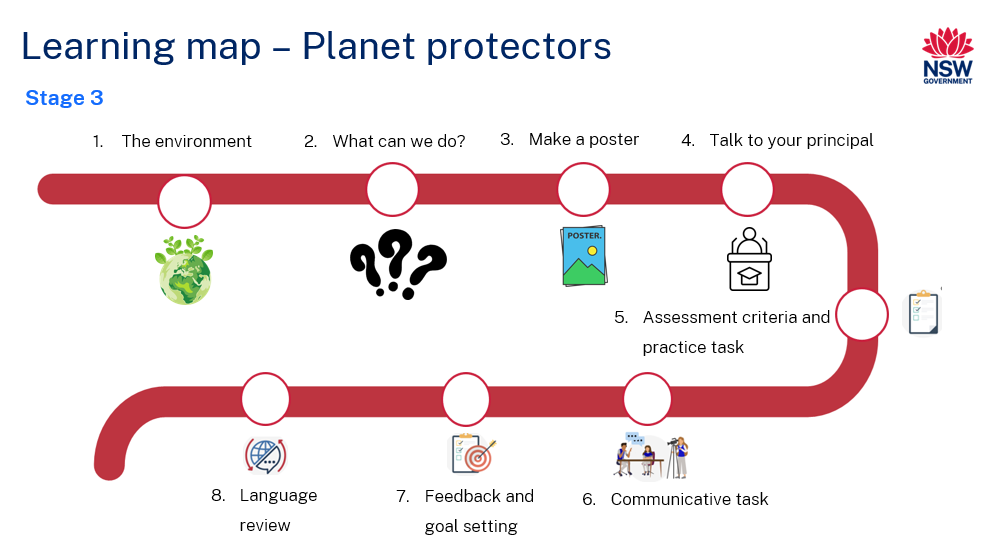 Learning map – Planet protectors
NSW
GOVERNMENT
Stage 3
1. The environment
2. What can we do?
3. Make a poster
4. Talk to your principal
POSTER.
5. Assessment criteria and
practice task
8. Language
review
7. Feedback and
goal setting
6. Communicative task